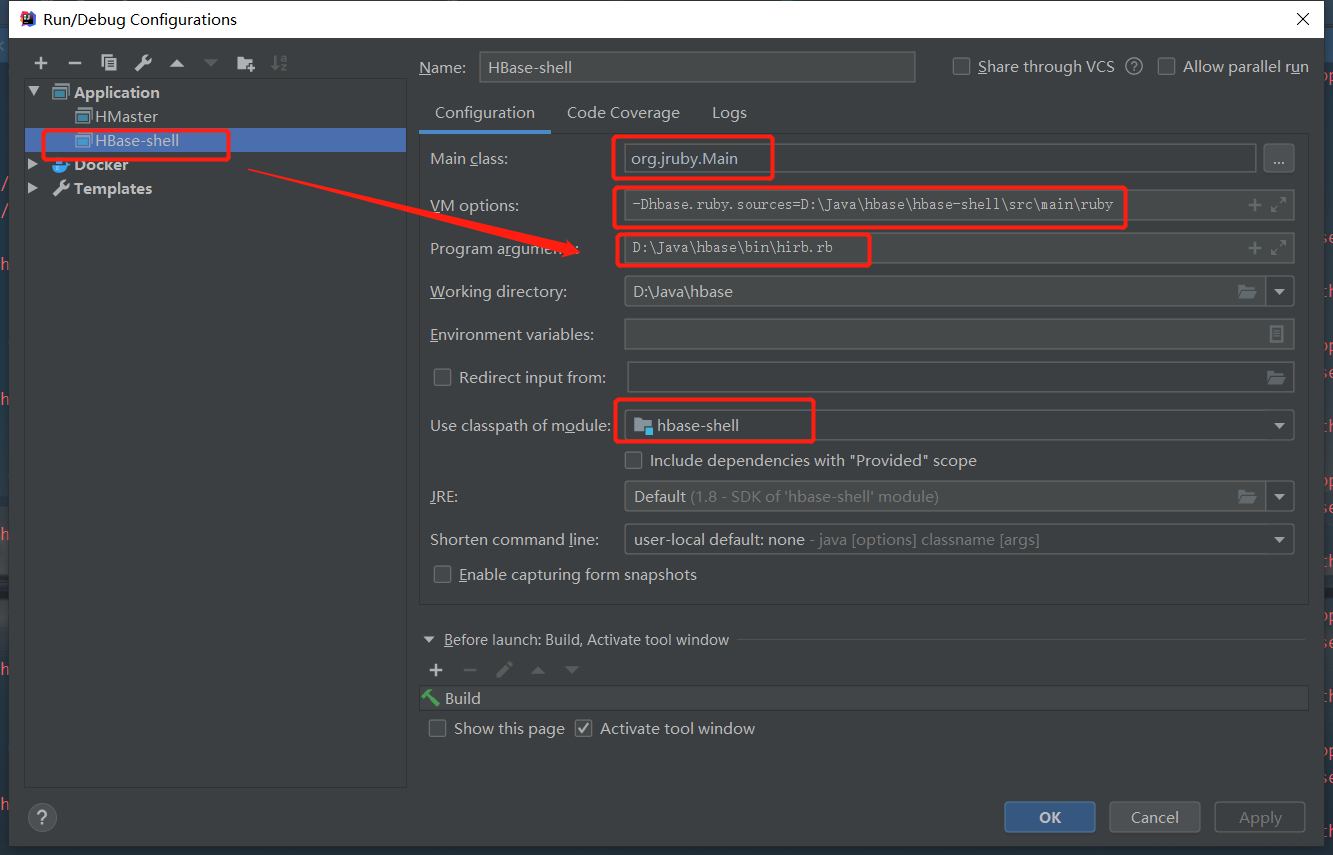 Run/Debug Configurations
Name: HBase-shell
Share through VCS ? Allow parallel run
Application
HMaster
HBase-shell
Docker
Templates
Configuration Code Coverage Logs
Main class: org.jruby.Main ...
VM options: -Dhbase.ruby.sources=D:\Java\hbase\hbase-shell\src\main\ruby
Program arguments: D:\Java\hbase\bin\hirb.rb
Working directory: D:\Java\hbase
Environment variables:
Redirect input from:
Use classpath of module: hbase-shell
Include dependencies with "Provided" scope
JRE: Default (1.8 - SDK of 'hbase-shell' module)
Shorten command line: user-local default: none - java [options] classname [args]
Enable capturing form snapshots
Before launch: Build, Activate tool window
Build
Show this page Activate tool window
? OK Cancel Apply